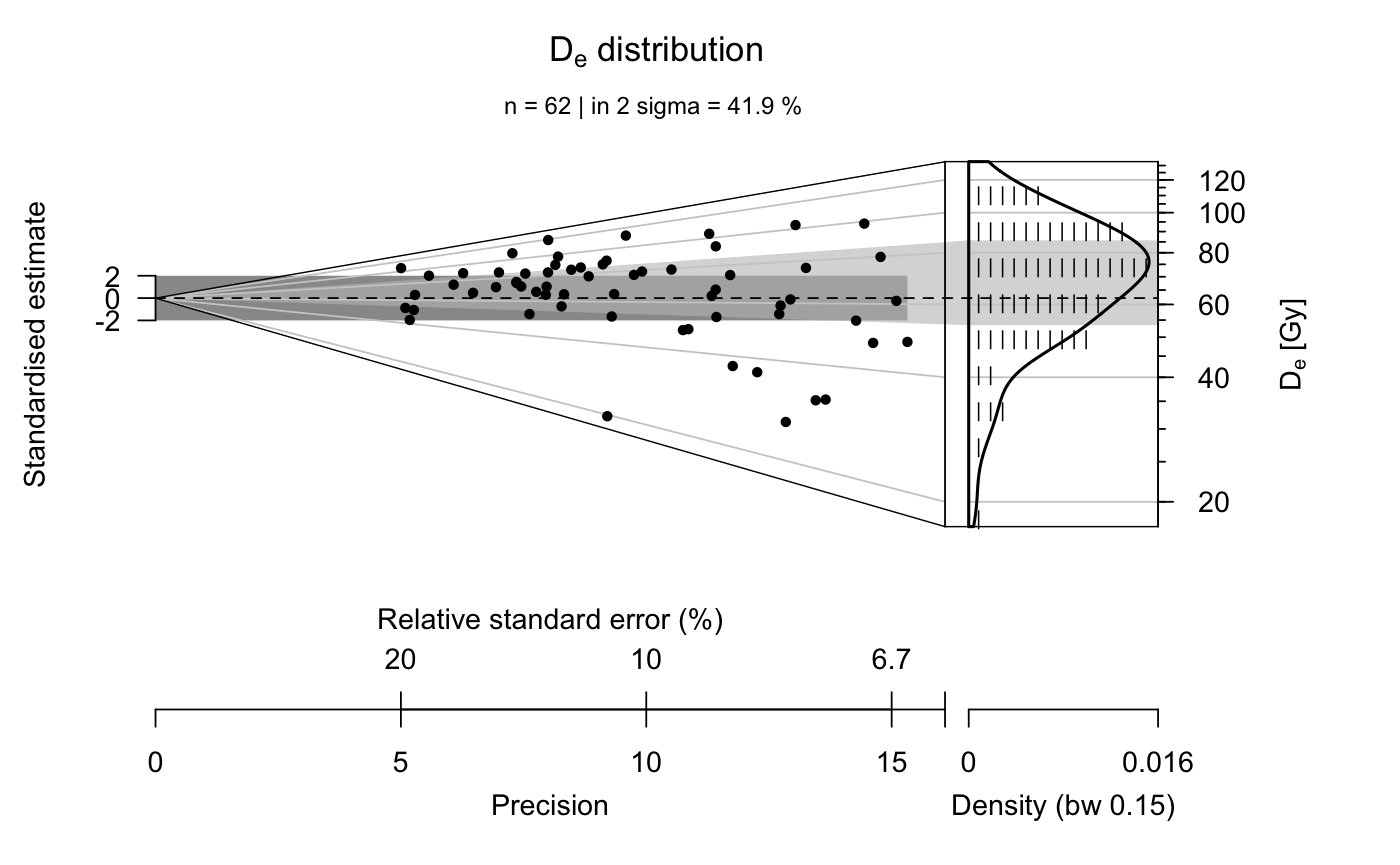 De distribution
n = 62 | in 2 sigma = 41.9 %
Standardised estimate
2
0
-2
120
100
80
60
40
20
De [Gy]
Relative standard error (%)
20 10 6.7
0 5 10 15 0 0.016
Precision Density (bw 0.15)